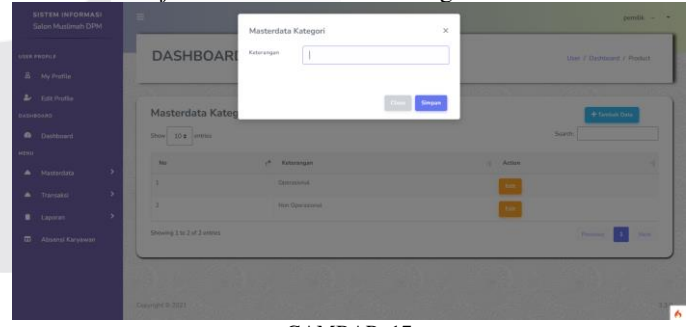 SISTEM INFORMASI
Salon Muslimah DPM
pemilik
USER PROFILE
My Profile
Edit Profile
DASHBOARD
Dashboard
MENU
Masterdata
Transaksi
Laporan
Absensi Karyawan
Masterdata Kategori
×
Keterangan
Close
Simpan
DASHBOAR
User / Dashboard / Product
Masterdata Kateg
+ Tambah Data
Show 10 entries
Search:
No
Keterangan
Action
1
Operasional
Edit
2
Non Operasional
Edit
Showing 1 to 2 of 2 entries
Previous
1
Next
Copyright © 2023
GAMBAR 17